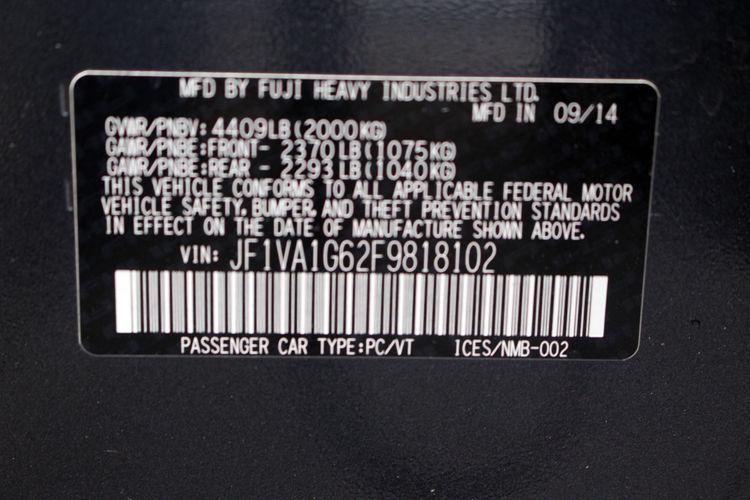 MFD BY FUJI HEAVY INDUSTRIES LTD.
MFD IN 09/14
GVWR/PNBV: 4409LB(2000KG)
GAWR/PNBE:FRONT- 2370LB(1075KG)
GAWR/PNBE:REAR - 2293LB(1040KG)
THIS VEHICLE CONFORMS TO ALL APPLICABLE FEDERAL MOTOR
VEHICLE SAFETY, BUMPER, AND THEFT PREVENTION STANDARDS
IN EFFECT ON THE DATE OF MANUFACTURE SHOWN ABOVE.
VIN: JF1VA1G62F9818102
PASSENGER CAR TYPE:PC/VT ICES/NMB-002